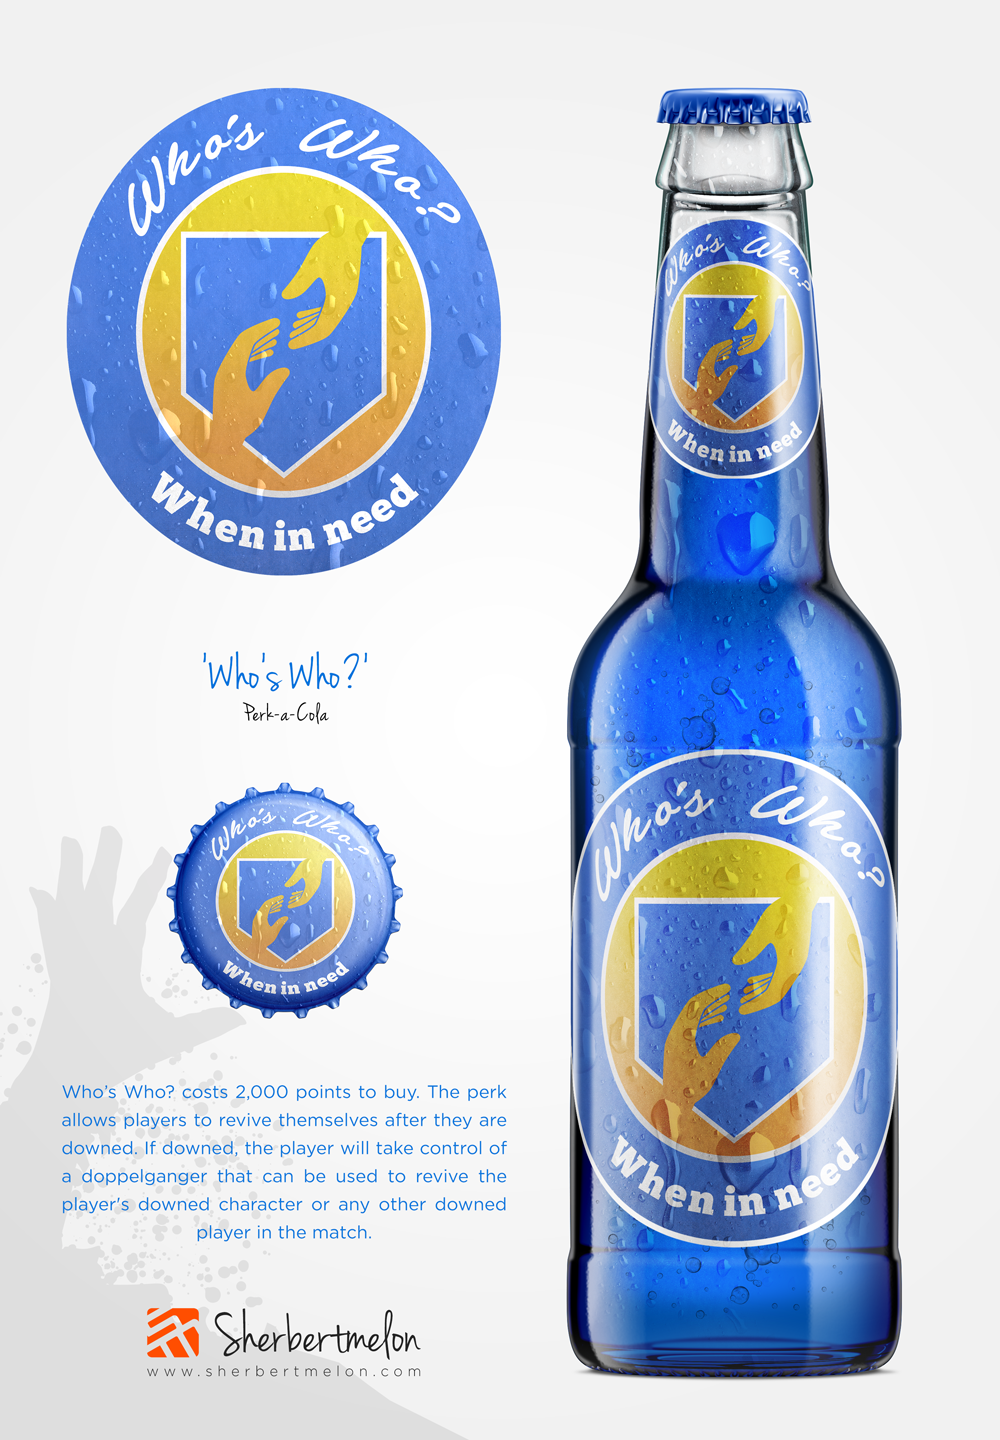 Who's Who?
When in need
Who's Who?
When in need
'Who's Who?'
Perk-a-Cola
Who's Who?
When in need
Who's Who?
When in need
Who's Who? costs 2,000 points to buy. The perk
allows players to revive themselves after they are
downed. If downed, the player will take control of
a doppelganger that can be used to revive the
player's downed character or any other downed
player in the match.
Sherbertmelon
www.sherbertmelon.com